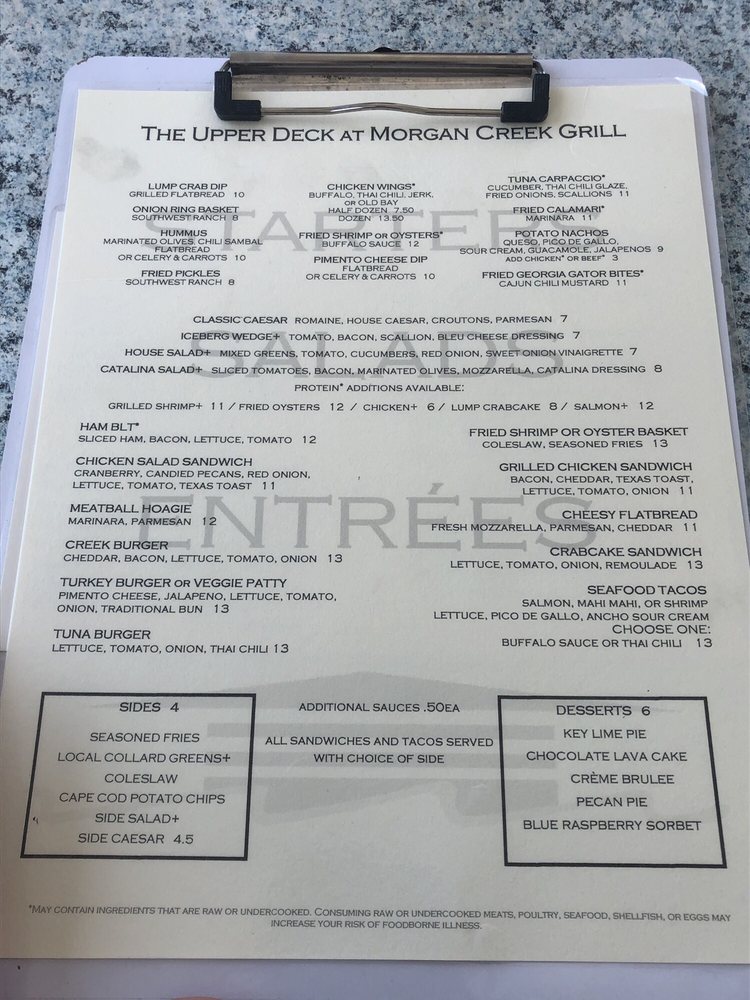 THE UPPER DECK AT MORGAN CREEK GRILL
STARTERS
LUMP CRAB DIP
GRILLED FLATBREAD 10
ONION RING BASKET
SOUTHWEST RANCH 8
HUMMUS
MARINATED OLIVES, CHILI SAMBAL
FLATBREAD
OR CELERY & CARROTS 10
FRIED PICKLES
SOUTHWEST RANCH 8
CHICKEN WINGS*
BUFFALO, THAI CHILI, JERK,
OR OLD BAY
HALF DOZEN 7.50
DOZEN 13.50
FRIED SHRIMP OR OYSTERS*
BUFFALO SAUCE 12
PIMENTO CHEESE DIP
FLATBREAD
OR CELERY & CARROTS 10
TUNA CARPACCIO*
CUCUMBER, THAI CHILI GLAZE,
FRIED ONIONS, SCALLIONS 11
FRIED CALAMARI*
MARINARA 11
POTATO NACHOS
QUESO, PICO DE GALLO,
SOUR CREAM, GUACAMOLE, JALAPENOS 9
ADD CHICKEN* OR BEEF* 3
FRIED GEORGIA GATOR BITES*
CAJUN CHILI MUSTARD 11
SALADS
CLASSIC CAESAR ROMAINE, HOUSE CAESAR, CROUTONS, PARMESAN 7
ICEBERG WEDGE+ TOMATO, BACON, SCALLION, BLEU CHEESE DRESSING 7
HOUSE SALAD+ MIXED GREENS, TOMATO, CUCUMBERS, RED ONION, SWEET ONION VINAIGRETTE 7
CATALINA SALAD+ SLICED TOMATOES, BACON, MARINATED OLIVES, MOZZARELLA, CATALINA DRESSING 8
PROTEIN* ADDITIONS AVAILABLE:
GRILLED SHRIMP+ 11 / FRIED OYSTERS 12 / CHICKEN+ 6 / LUMP CRABCAKE 8 / SALMON+ 12
ENTRÉES
HAM BLT*
SLICED HAM, BACON, LETTUCE, TOMATO 12
CHICKEN SALAD SANDWICH
CRANBERRY, CANDIED PECANS, RED ONION,
LETTUCE, TOMATO, TEXAS TOAST 11
MEATBALL HOAGIE
MARINARA, PARMESAN 12
CREEK BURGER
CHEDDAR, BACON, LETTUCE, TOMATO, ONION 13
TURKEY BURGER OR VEGGIE PATTY
PIMENTO CHEESE, JALAPENO, LETTUCE, TOMATO,
ONION, TRADITIONAL BUN 13
TUNA BURGER
LETTUCE, TOMATO, ONION, THAI CHILI 13
FRIED SHRIMP OR OYSTER BASKET
COLESLAW, SEASONED FRIES 13
GRILLED CHICKEN SANDWICH
BACON, CHEDDAR, TEXAS TOAST,
LETTUCE, TOMATO, ONION 11
CHEESY FLATBREAD
FRESH MOZZARELLA, PARMESAN, CHEDDAR 11
CRABCAKE SANDWICH
LETTUCE, TOMATO, ONION, REMOULADE 13
SEAFOOD TACOS
SALMON, MAHI MAHI, OR SHRIMP
LETTUCE, PICO DE GALLO, ANCHO SOUR CREAM
CHOOSE ONE:
BUFFALO SAUCE OR THAI CHILI 13
SIDES 4
SEASONED FRIES
LOCAL COLLARD GREENS+
COLESLAW
CAPE COD POTATO CHIPS
SIDE SALAD+
SIDE CAESAR 4.5
ADDITIONAL SAUCES .50EA
ALL SANDWICHES AND TACOS SERVED
WITH CHOICE OF SIDE
DESSERTS 6
KEY LIME PIE
CHOCOLATE LAVA CAKE
CRÈME BRULEE
PECAN PIE
BLUE RASPBERRY SORBET
*MAY CONTAIN INGREDIENTS THAT ARE RAW OR UNDERCOOKED. CONSUMING RAW OR UNDERCOOKED MEATS, POULTRY, SEAFOOD, SHELLFISH, OR EGGS MAY
INCREASE YOUR RISK OF FOODBORNE ILLNESS.